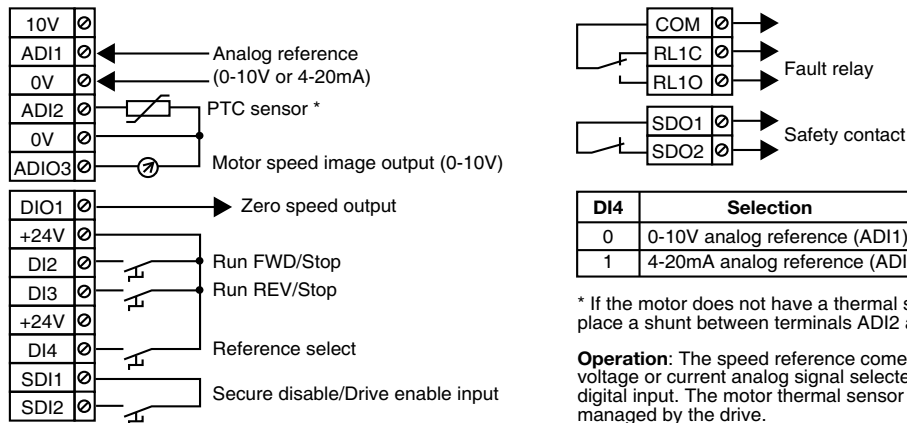 10V
ADI1
0V
ADI2
0V
ADIO3
Analog reference
(0-10V or 4-20mA)
PTC sensor *
Motor speed image output (0-10V)
DIO1
+24V
DI2
DI3
+24V
DI4
SDI1
SDI2
Zero speed output
Run FWD/Stop
Run REV/Stop
Reference select
Secure disable/Drive enable input
COM
RL1C
RL1O
Fault relay
SDO1
SDO2
Safety contact
DI4 Selection
0 0-10V analog reference (ADI1)
1 4-20mA analog reference (ADI
* If the motor does not have a thermal s
place a shunt between terminals ADI2 a
Operation: The speed reference come
voltage or current analog signal selecte
digital input. The motor thermal sensor
managed by the drive.